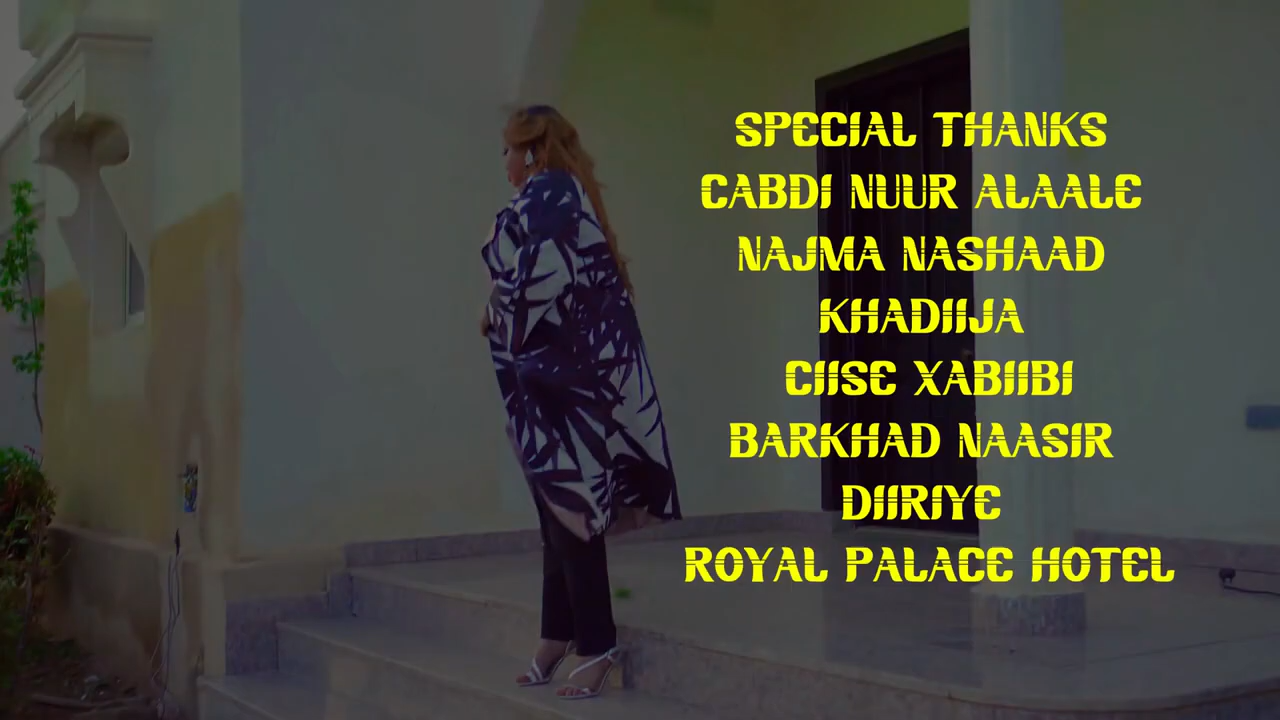 SPECIAL THANKS
CABDI NUUR ALAALE
NAJMA NASHAAD
KHADIIJA
CIISE XABIIBI
BARKHAD NAASIR
DIIRIYE
ROYAL PALACE HOTEL